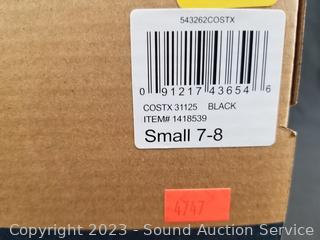 543262COSTX
0 91217 43654 6
COSTX 31125 BLACK
ITEM# 1418539
Small 7-8
4747
Copyright 2023 - Sound Auction Service